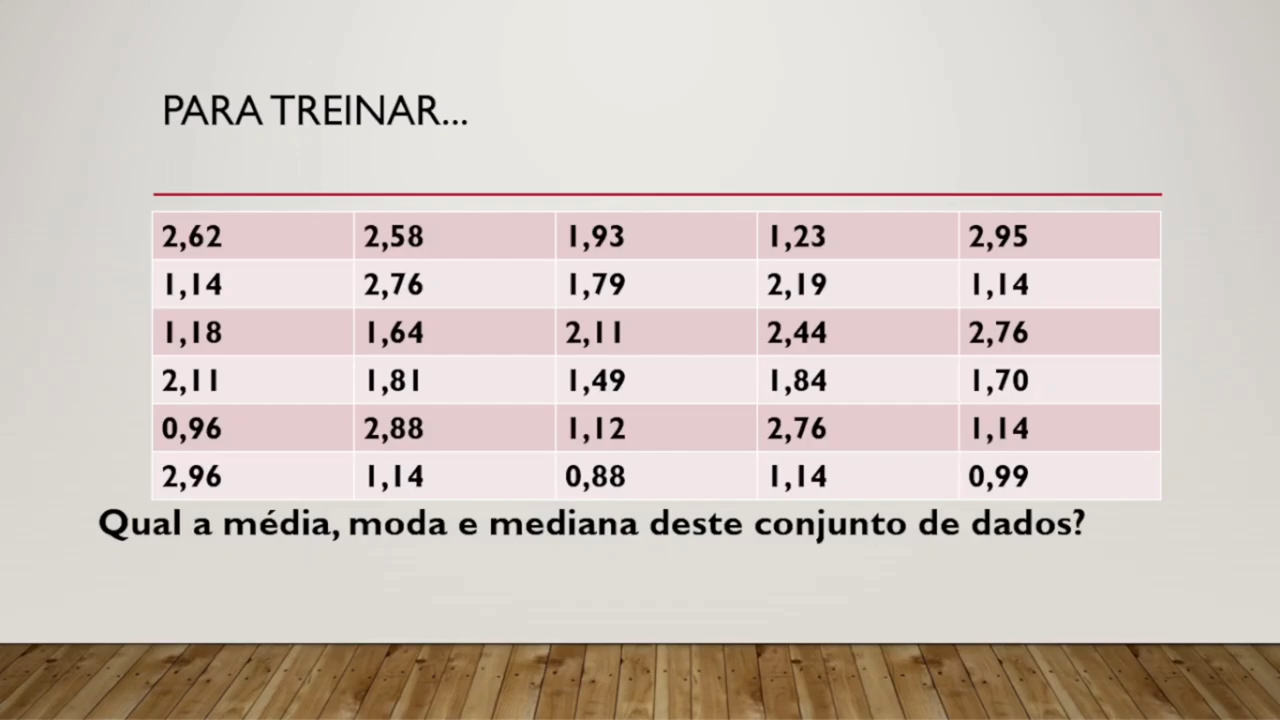 PARA TREINAR...
2,62 2,58 1,93 1,23 2,95
1,14 2,76 1,79 2,19 1,14
1,18 1,64 2,11 2,44 2,76
2,11 1,81 1,49 1,84 1,70
0,96 2,88 1,12 2,76 1,14
2,96 1,14 0,88 1,14 0,99
Qual a média, moda e mediana deste conjunto de dados?